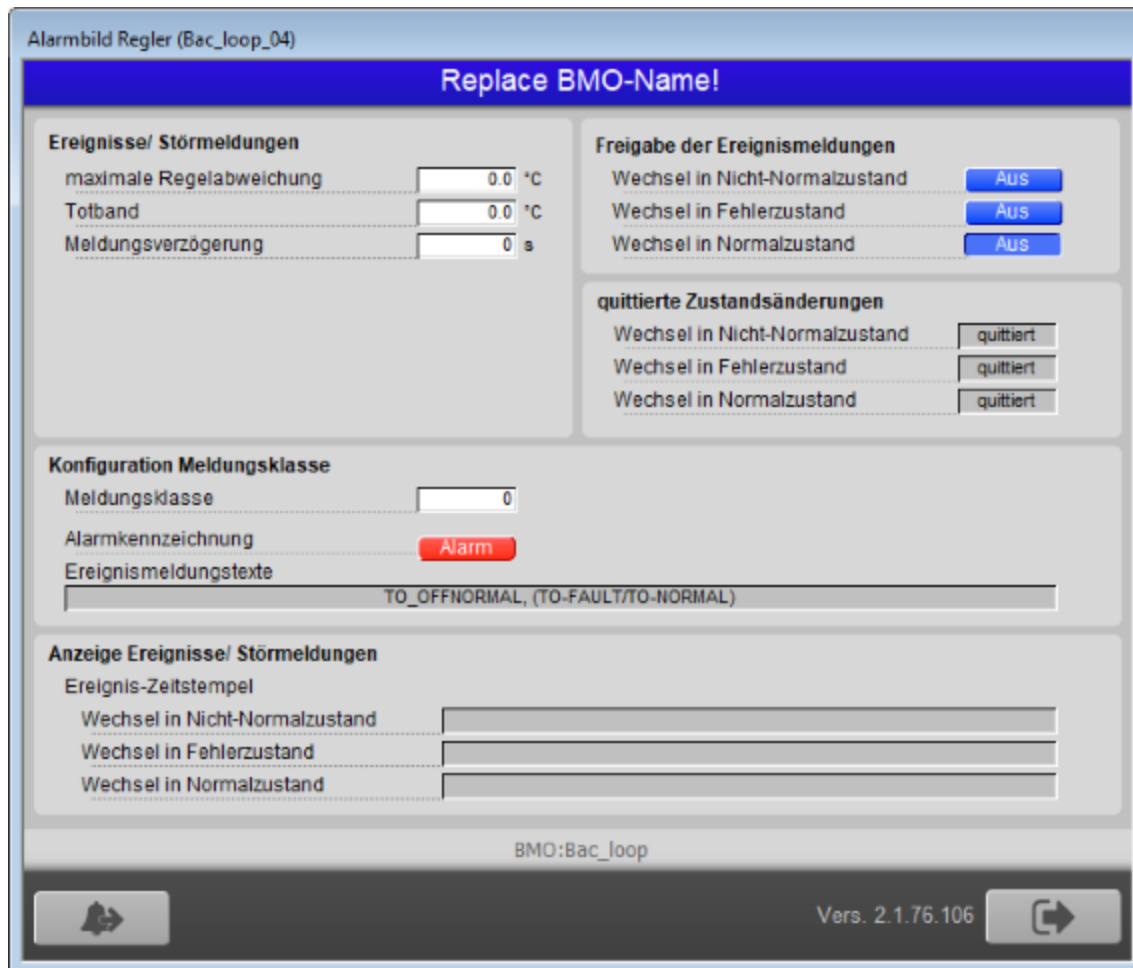 Alarmbild Regler (Bac_loop_04)
Replace BMO-Name!
Ereignisse/ Störmeldungen
maximale Regelabweichung 0.0 °C
Totband 0.0 °C
Meldungsverzögerung 0 s
Freigabe der Ereignismeldungen
Wechsel in Nicht-Normalzustand Aus
Wechsel in Fehlerzustand Aus
Wechsel in Normalzustand Aus
quittierte Zustandsänderungen
Wechsel in Nicht-Normalzustand quittiert
Wechsel in Fehlerzustand quittiert
Wechsel in Normalzustand quittiert
Konfiguration Meldungsklasse
Meldungsklasse 0
Alarmkennzeichnung Alarm
Ereignismeldungstexte
TO_OFFNORMAL, (TO-FAULT/TO-NORMAL)
Anzeige Ereignisse/ Störmeldungen
Ereignis-Zeitstempel
Wechsel in Nicht-Normalzustand
Wechsel in Fehlerzustand
Wechsel in Normalzustand
BMO:Bac_loop
Vers. 2.1.76.106